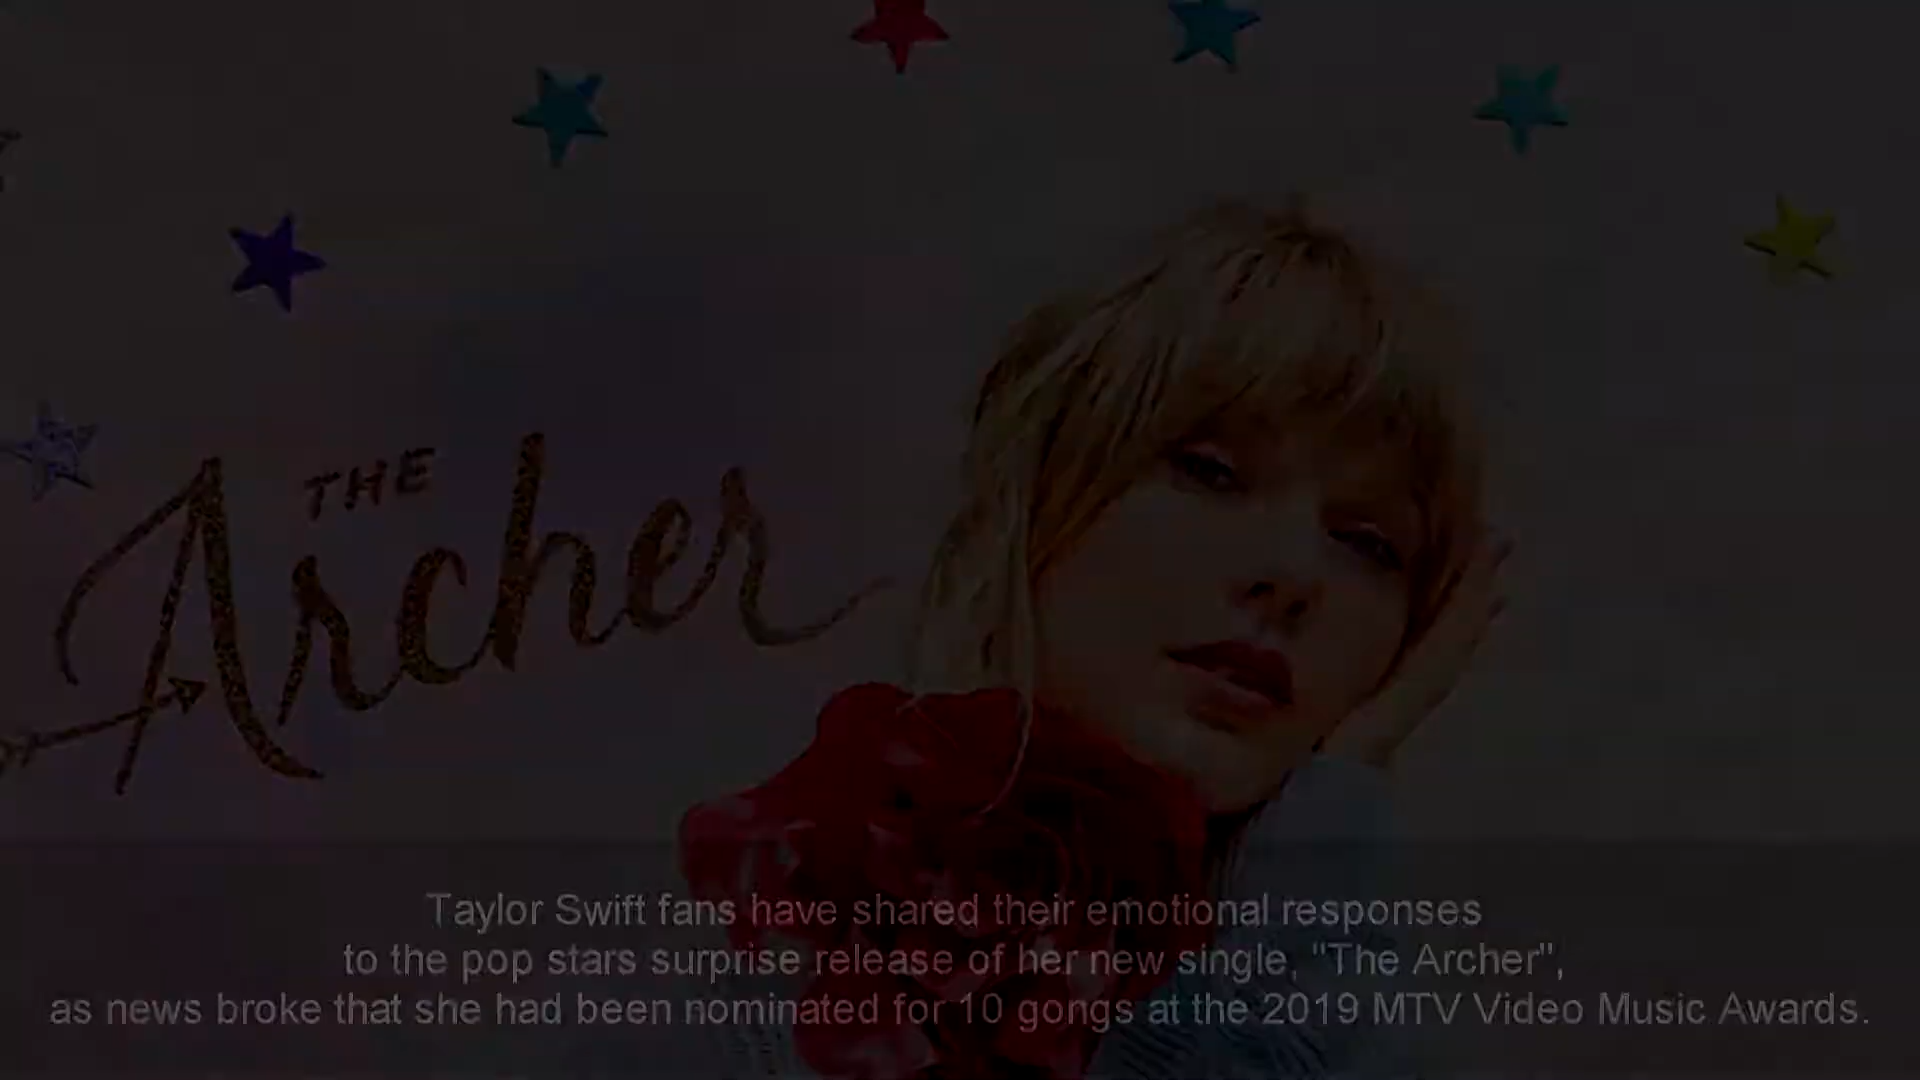 THE
Archer
Taylor Swift fans have shared their emotional responses
to the pop stars surprise release of her new single, "The Archer",
as news broke that she had been nominated for 10 gongs at the 2019 MTV Video Music Awards.